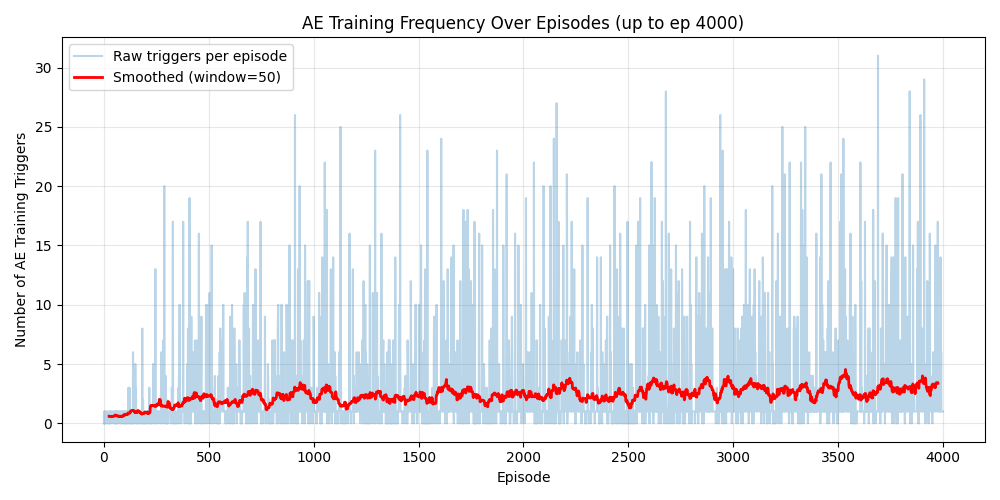 AE Training Frequency Over Episodes (up to ep 4000)
Raw triggers per episode
Smoothed (window=50)
Number of AE Training Triggers
30
25
20
15
10
5
0
0 500 1000 1500 2000 2500 3000 3500 4000
Episode